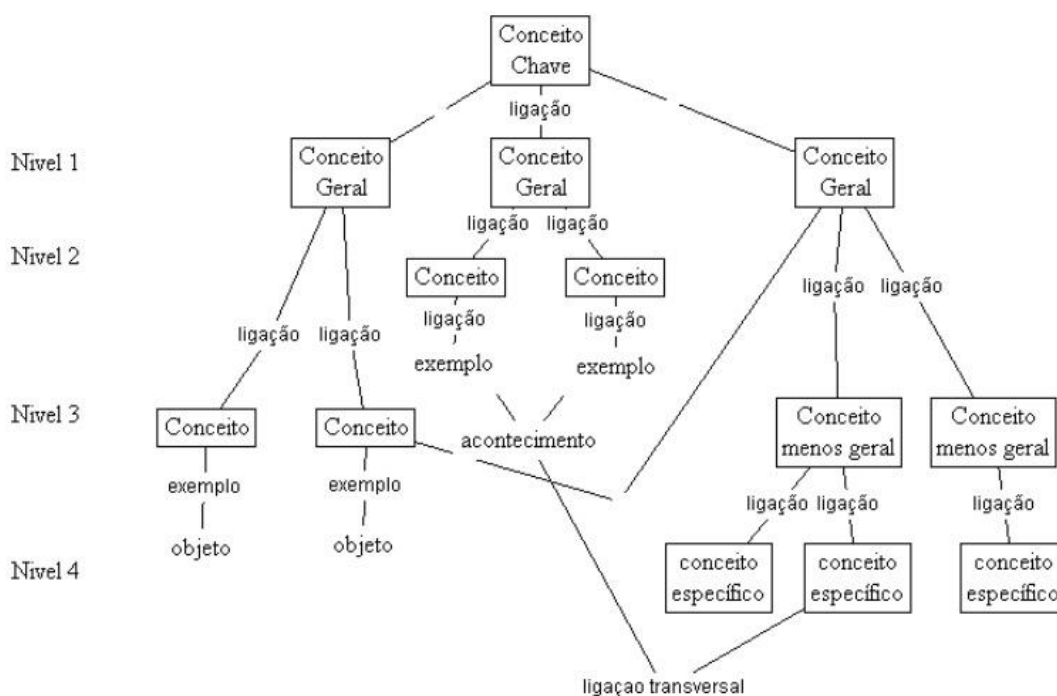 Conceito
Chave
ligação
Nivel 1
Conceito
Geral
Conceito
Geral
Conceito
Geral
ligação
ligação
Nivel 2
Conceito
Conceito
ligação
ligação
ligação
ligação
ligação
ligação
exemplo
exemplo
Nivel 3
Conceito
Conceito
acontecimento
Conceito
menos geral
Conceito
menos geral
exemplo
exemplo
ligação
ligação
ligação
objeto
objeto
Nivel 4
conceito
específico
conceito
específico
conceito
específico
ligaçao transversal